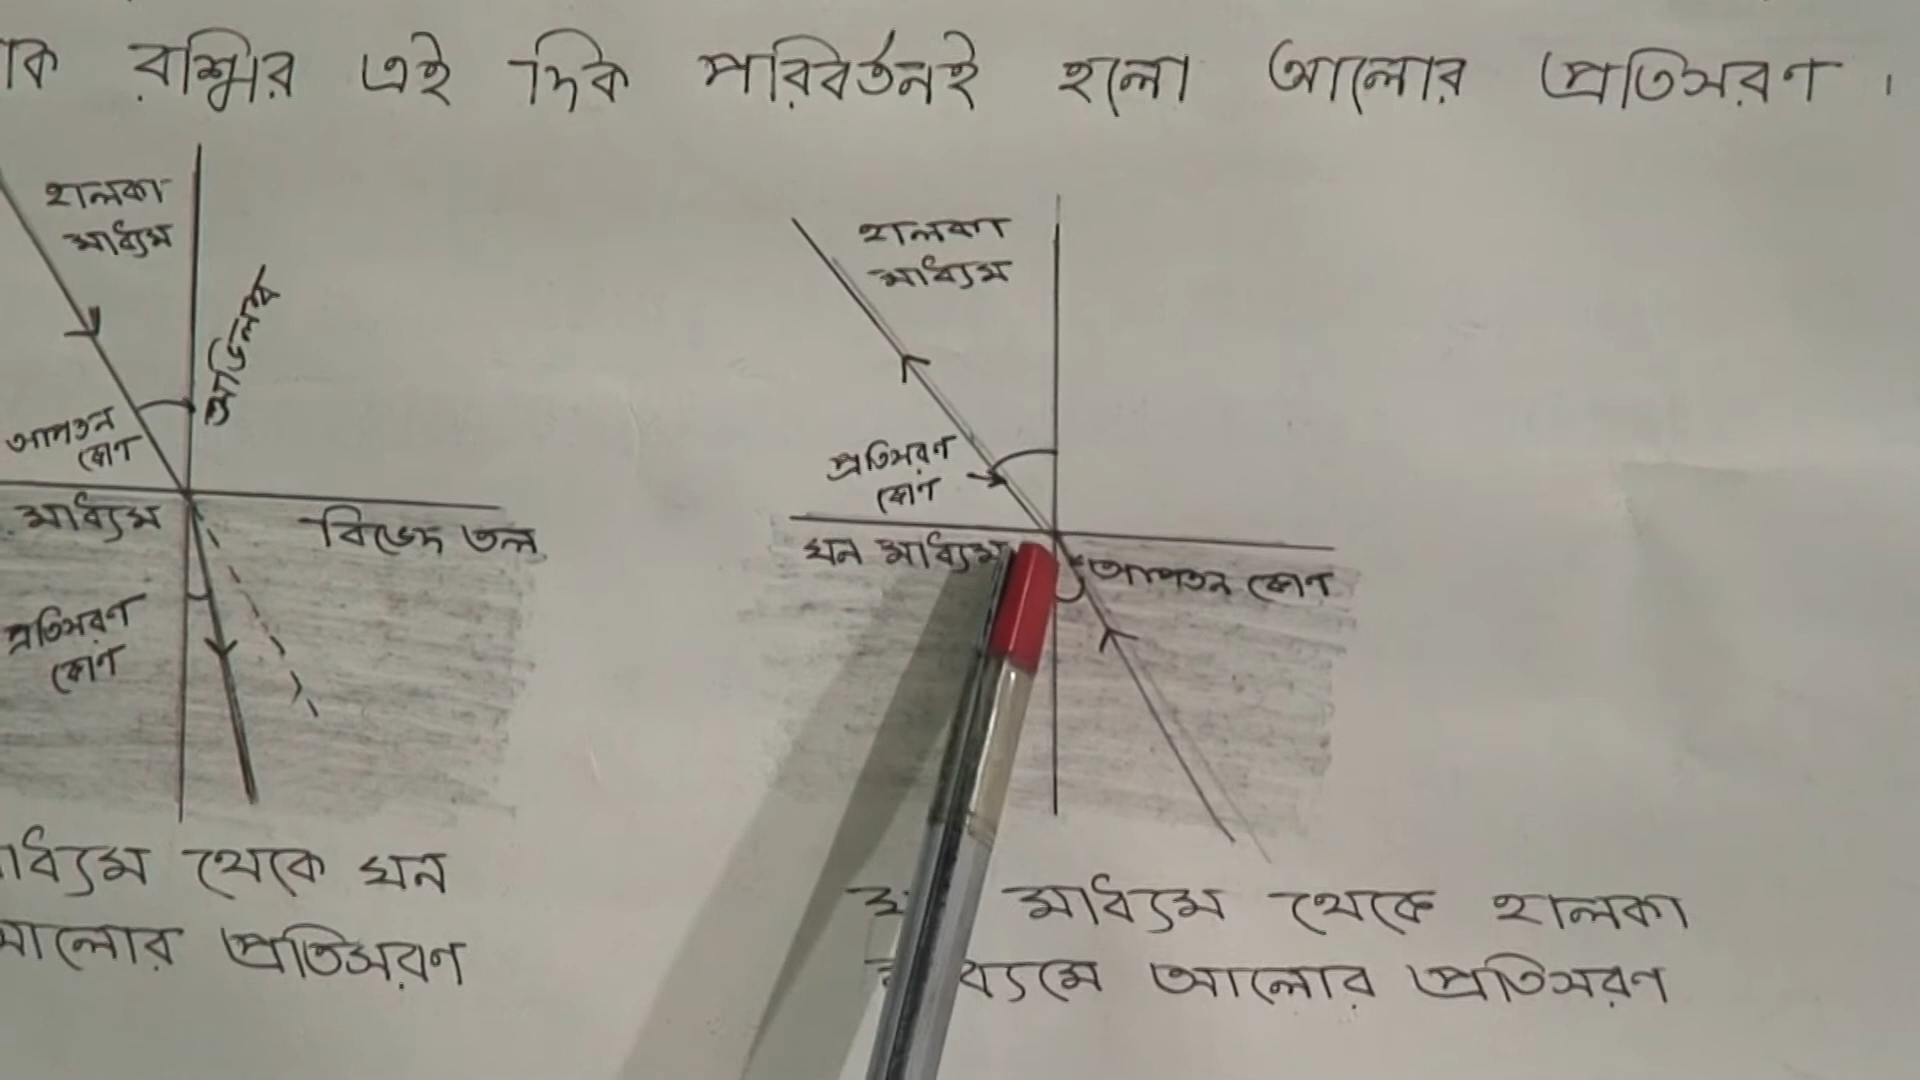 রশ্মির এই দিক পরিবর্তনই হলো আলোর প্রতিসরণ ।
হালকা
মাধ্যম
অভিলম্ব
আপতন
কোণ
মাধ্যম
বিভেদ তল
প্রতিসরণ
কোণ
থেকে ঘন
আলোর প্রতিসরণ
হালকা
মাধ্যম
প্রতিসরণ
কোণ
ঘন মাধ্যম
আপতন কোণ
মাধ্যম থেকে হালকা
আলোর প্রতিসরণ